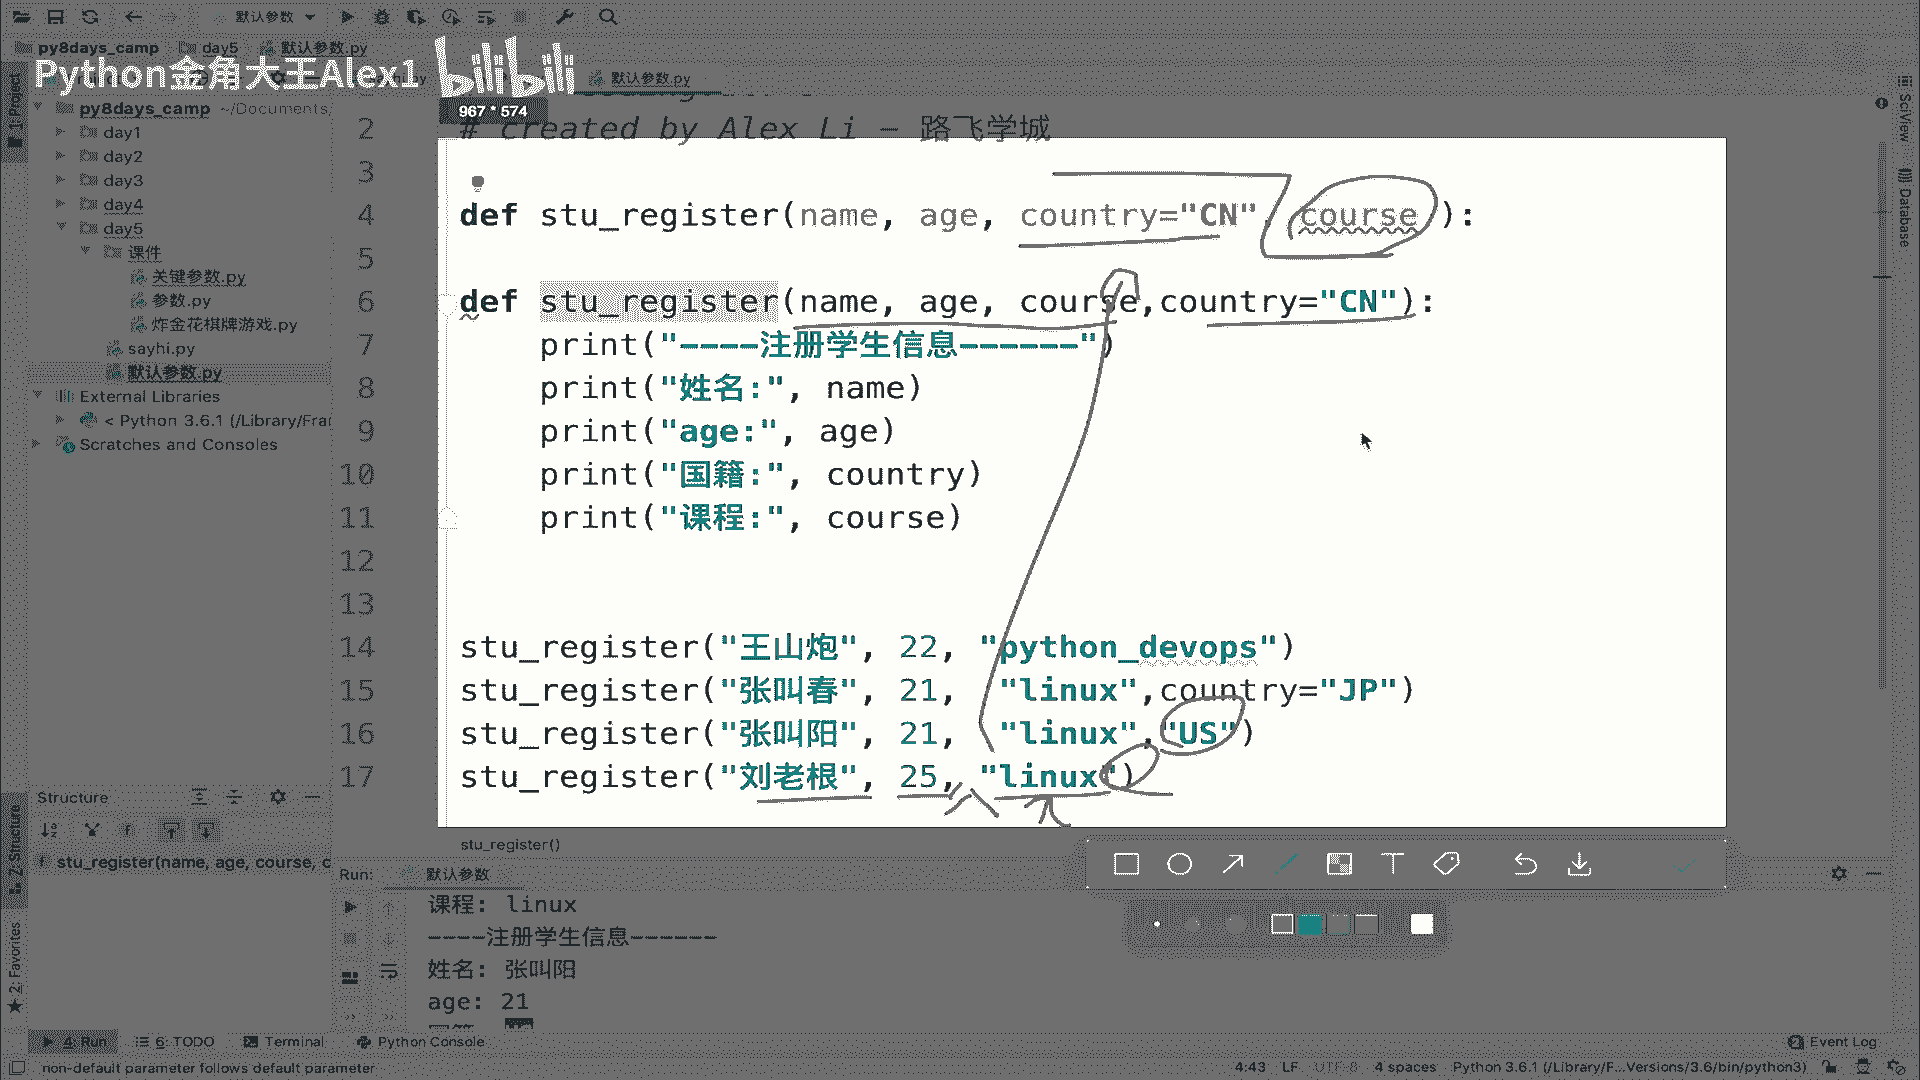 默认参数
py8days_camp day5 默认参数.py
Python金角大王Alex1 bilibili
默认参数.py
1: Project
SciView
Database
967 * 574
py8days_camp ~/Documents/
day1
day2
day3
day4
day5
课件
关键参数.py
参数.py
炸金花棋牌游戏.py
sayhi.py
默认参数.py
External Libraries
< Python 3.6.1 (/Library/Fra
Scratches and Consoles
2 # created by Alex Li - 路飞学城
3
4 def stu_register(name, age, country="CN", course ):
5
6 def stu_register(name, age, course,country="CN"):
7 print("----注册学生信息------")
8 print("姓名:", name)
9 print("age:", age)
10 print("国籍:", country)
11 print("课程:", course)
12
13
14 stu_register("王山炮", 22, "python_devops")
15 stu_register("张叫春", 21, "linux",country="JP")
16 stu_register("张叫阳", 21, "linux","US")
17 stu_register("刘老根", 25, "linux")
stu_register()
Structure
stu_register(name, age, course, c
7: Structure
2: Favorites
Run: 默认参数
课程: linux
----注册学生信息------
姓名: 张叫阳
age: 21
4: Run 6: TODO Terminal Python Console Event Log
non-default parameter follows default parameter 4:43 LF UTF-8 4 spaces Python 3.6.1 (/Library/F...Versions/3.6/bin/python3)